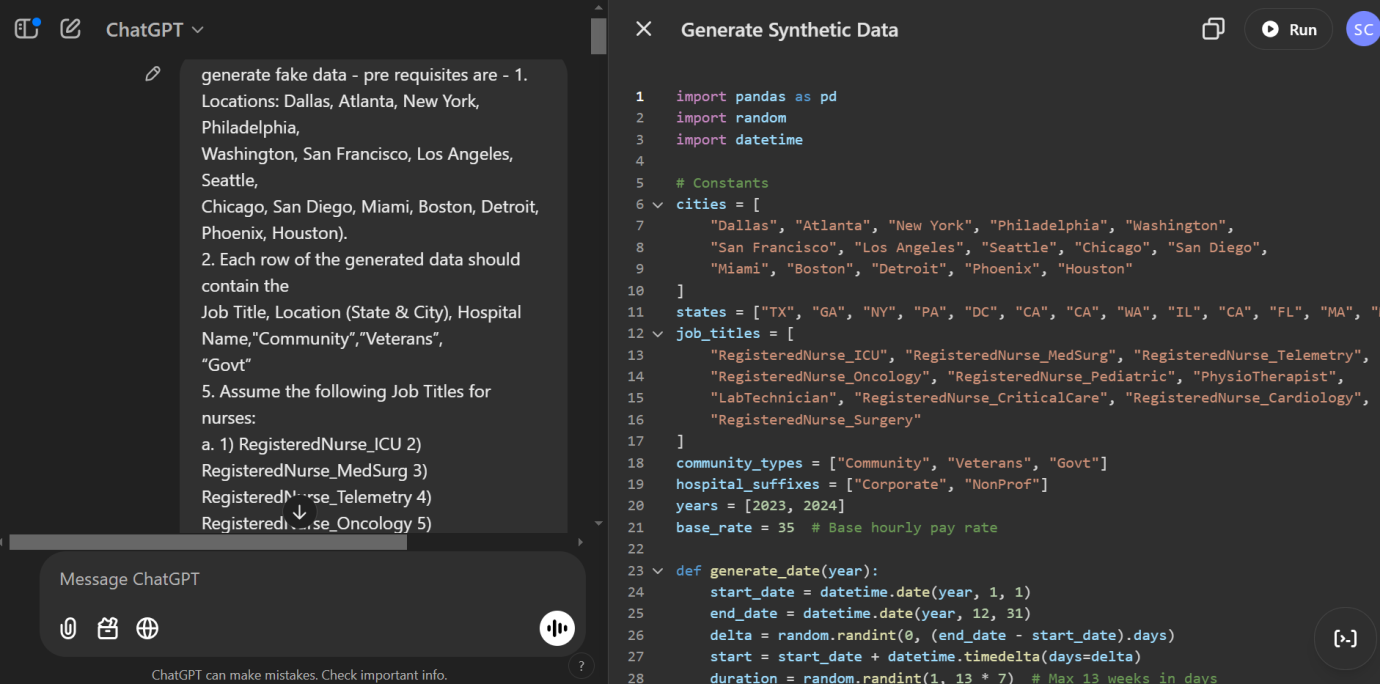 ChatGPT
generate fake data - pre requisites are - 1.
Locations: Dallas, Atlanta, New York,
Philadelphia,
Washington, San Francisco, Los Angeles,
Seattle,
Chicago, San Diego, Miami, Boston, Detroit,
Phoenix, Houston).
2. Each row of the generated data should
contain the
Job Title, Location (State & City), Hospital
Name,"Community",”Veterans”,
“Govt”
5. Assume the following Job Titles for
nurses:
a. 1) RegisteredNurse_ICU 2)
RegisteredNurse_MedSurg 3)
RegisteredNurse_Telemetry 4)
RegisteredNurse_Oncology 5)
Message ChatGPT
ChatGPT can make mistakes. Check important info.
?
Generate Synthetic Data
Run
SC
1 import pandas as pd
2 import random
3 import datetime
4
5 # Constants
6 cities = [
7 "Dallas", "Atlanta", "New York", "Philadelphia", "Washington",
8 "San Francisco", "Los Angeles", "Seattle", "Chicago", "San Diego",
9 "Miami", "Boston", "Detroit", "Phoenix", "Houston"
10 ]
11 states = ["TX", "GA", "NY", "PA", "DC", "CA", "CA", "WA", "IL", "CA", "FL", "MA", "
12 job_titles = [
13 "RegisteredNurse_ICU", "RegisteredNurse_MedSurg", "RegisteredNurse_Telemetry",
14 "RegisteredNurse_Oncology", "RegisteredNurse_Pediatric", "PhysioTherapist",
15 "LabTechnician", "RegisteredNurse_CriticalCare", "RegisteredNurse_Cardiology",
16 "RegisteredNurse_Surgery"
17 ]
18 community_types = ["Community", "Veterans", "Govt"]
19 hospital_suffixes = ["Corporate", "NonProf"]
20 years = [2023, 2024]
21 base_rate = 35 # Base hourly pay rate
22
23 def generate_date(year):
24 start_date = datetime.date(year, 1, 1)
25 end_date = datetime.date(year, 12, 31)
26 delta = random.randint(0, (end_date - start_date).days)
27 start = start_date + datetime.timedelta(days=delta)
28 duration = random.randint(1, 13 * 7) # Max 13 weeks in days